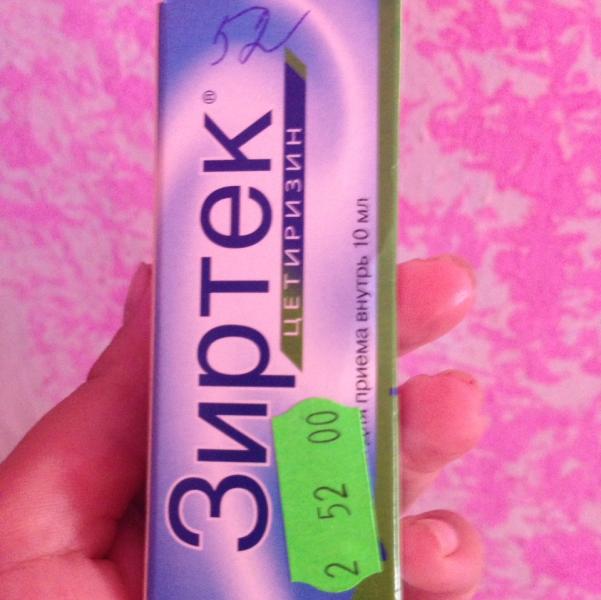 52
Зиртек®
ЦЕТИРИЗИН
приема внутрь 10 мл
2 52 00